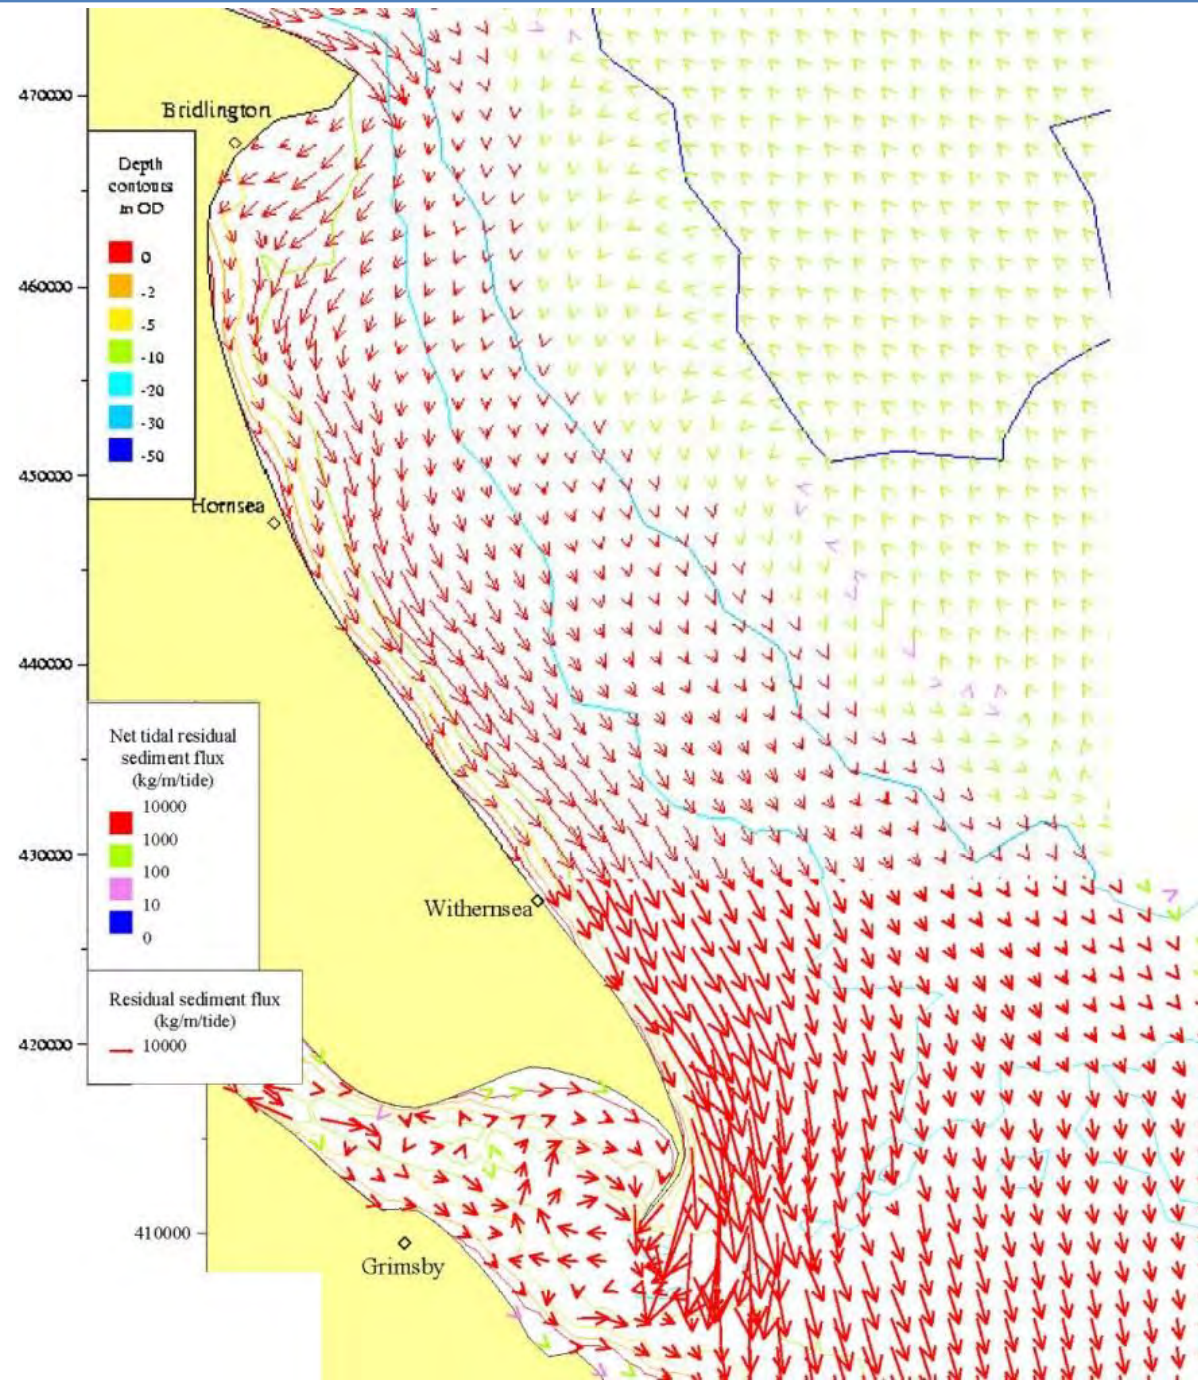 470000
Bridlington
Depth
contours
m OD
0
-2
-5
-10
-20
-30
-50
460000
450000
Hornsea
440000
Net tidal residual
sediment flux
(kg/m/tide)
10000
1000
100
10
0
430000
Withernsea
Residual sediment flux
(kg/m/tide)
10000
420000
410000
Grimsby